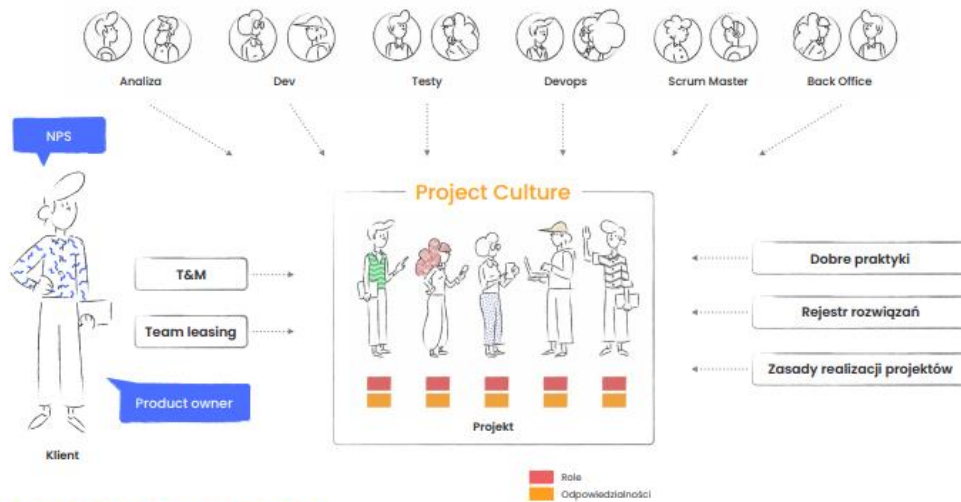 Analiza
Dev
Testy
Devops
Scrum Master
Back Office
NPS
Project Culture
T&M
Team leasing
Product owner
Klient
Dobre praktyki
Rejestr rozwiązań
Zasady realizacji projektów
Projekt
Role
Odpowiedzialności